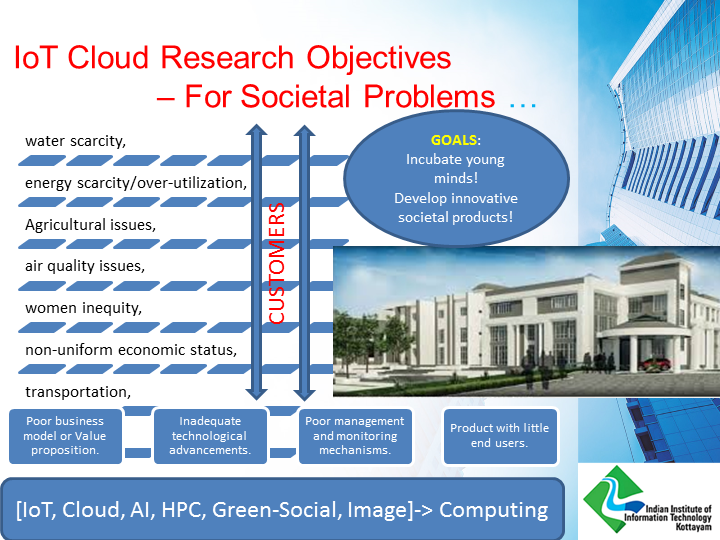 IoT Cloud Research Objectives
– For Societal Problems …
water scarcity,
energy scarcity/over-utilization,
Agricultural issues,
air quality issues,
women inequity,
non-uniform economic status,
transportation,
CUSTOMERS
GOALS:
Incubate young
minds!
Develop innovative
societal products!
Poor business
model or Value
proposition.
Inadequate
technological
advancements.
Poor management
and monitoring
mechanisms.
Product with little
end users.
[IoT, Cloud, AI, HPC, Green-Social, Image]-> Computing
Indian Institute of
Information Technology
Kottayam